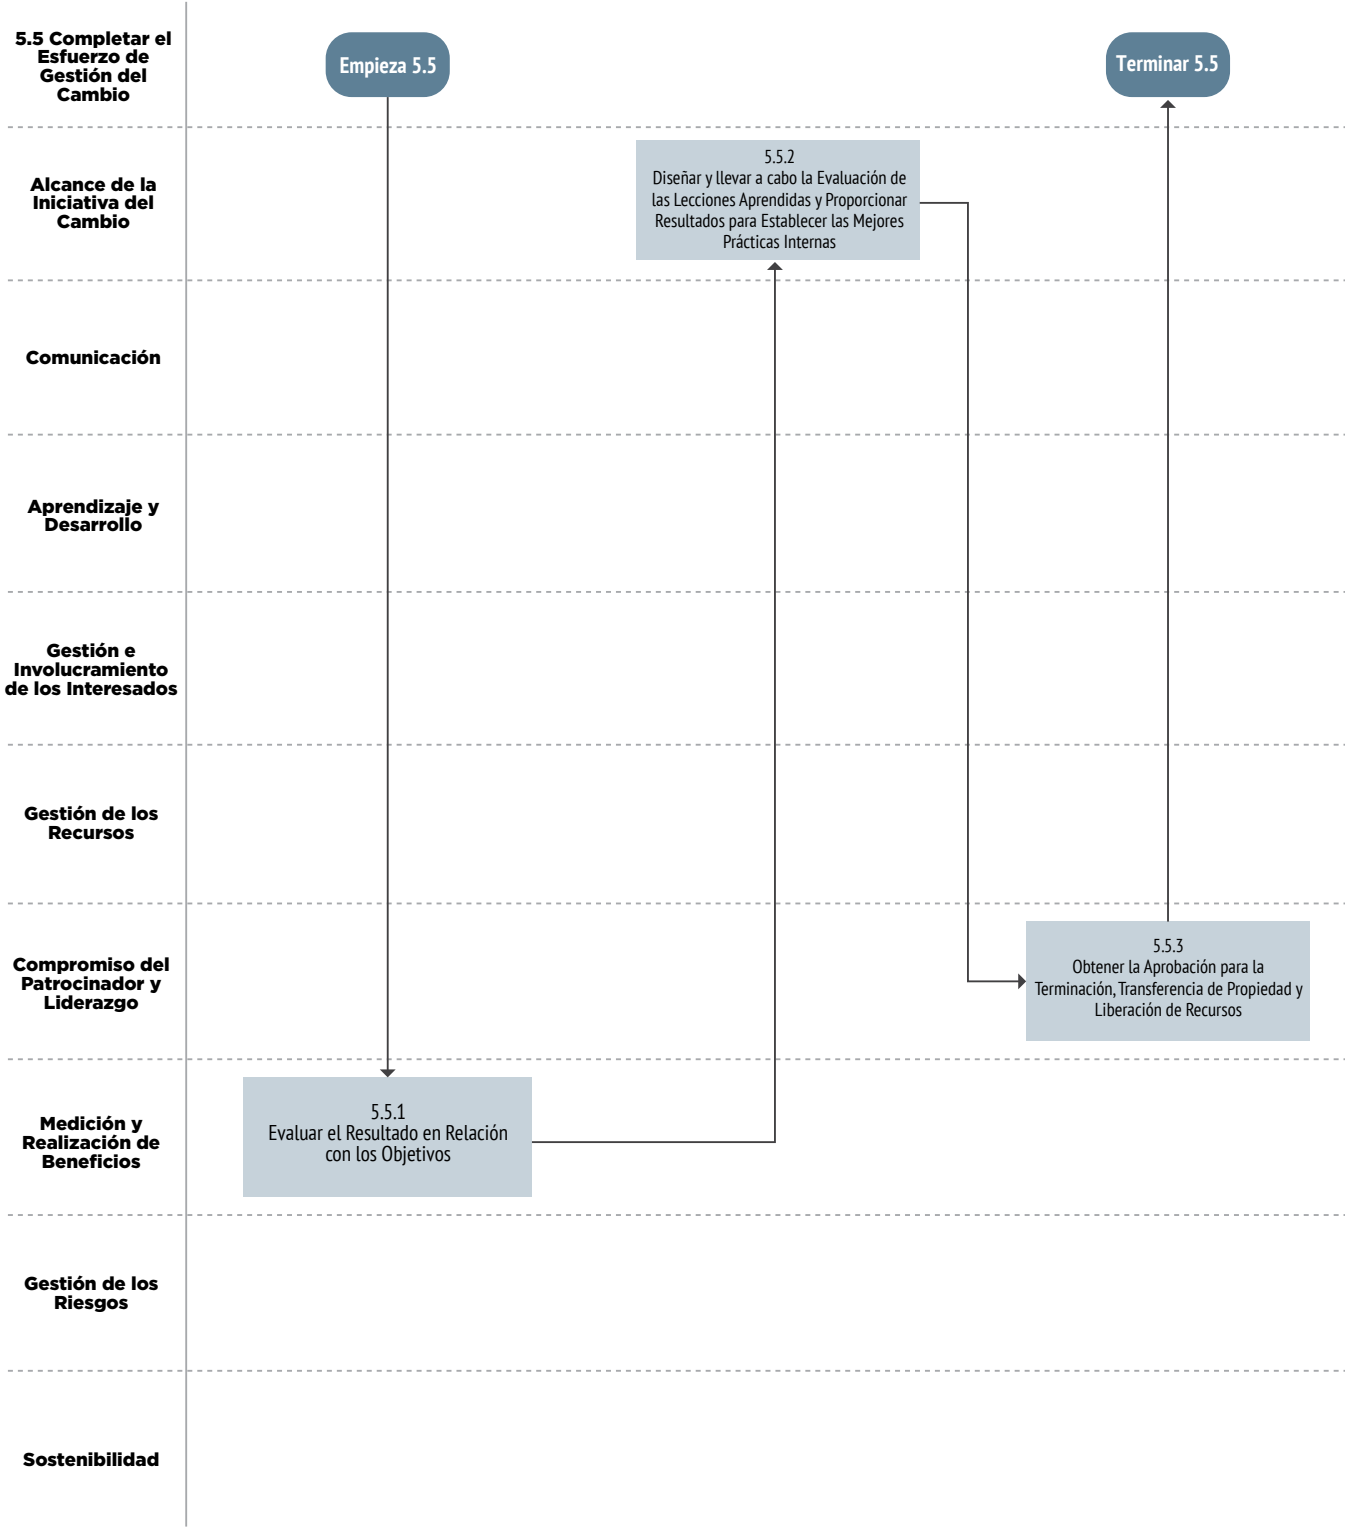 5.5 Completar el
Esfuerzo de
Gestión del
Cambio
Empieza 5.5
Terminar 5.5
Alcance de la
Iniciativa del
Cambio
5.5.2
Diseñar y llevar a cabo la Evaluación de
las Lecciones Aprendidas y Proporcionar
Resultados para Establecer las Mejores
Prácticas Internas
Comunicación
Aprendizaje y
Desarrollo
Gestión e
Involucramiento
de los Interesados
Gestión de los
Recursos
Compromiso del
Patrocinador y
Liderazgo
5.5.3
Obtener la Aprobación para la
Terminación, Transferencia de Propiedad y
Liberación de Recursos
Medición y
Realización de
Beneficios
5.5.1
Evaluar el Resultado en Relación
con los Objetivos
Gestión de los
Riesgos
Sostenibilidad